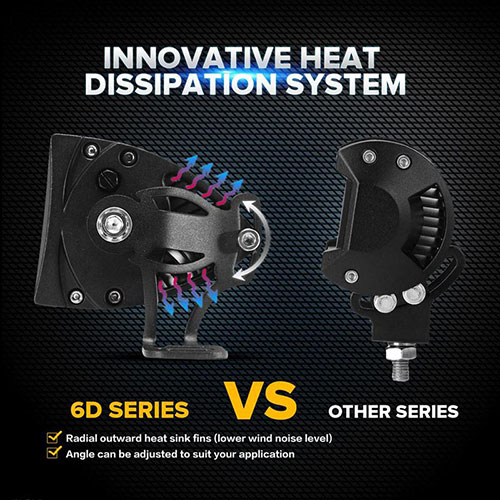 INNOVATIVE HEAT
DISSIPATION SYSTEM
6D SERIES VS OTHER SERIES
Radial outward heat sink fins (lower wind noise level)
Angle can be adjusted to suit your application